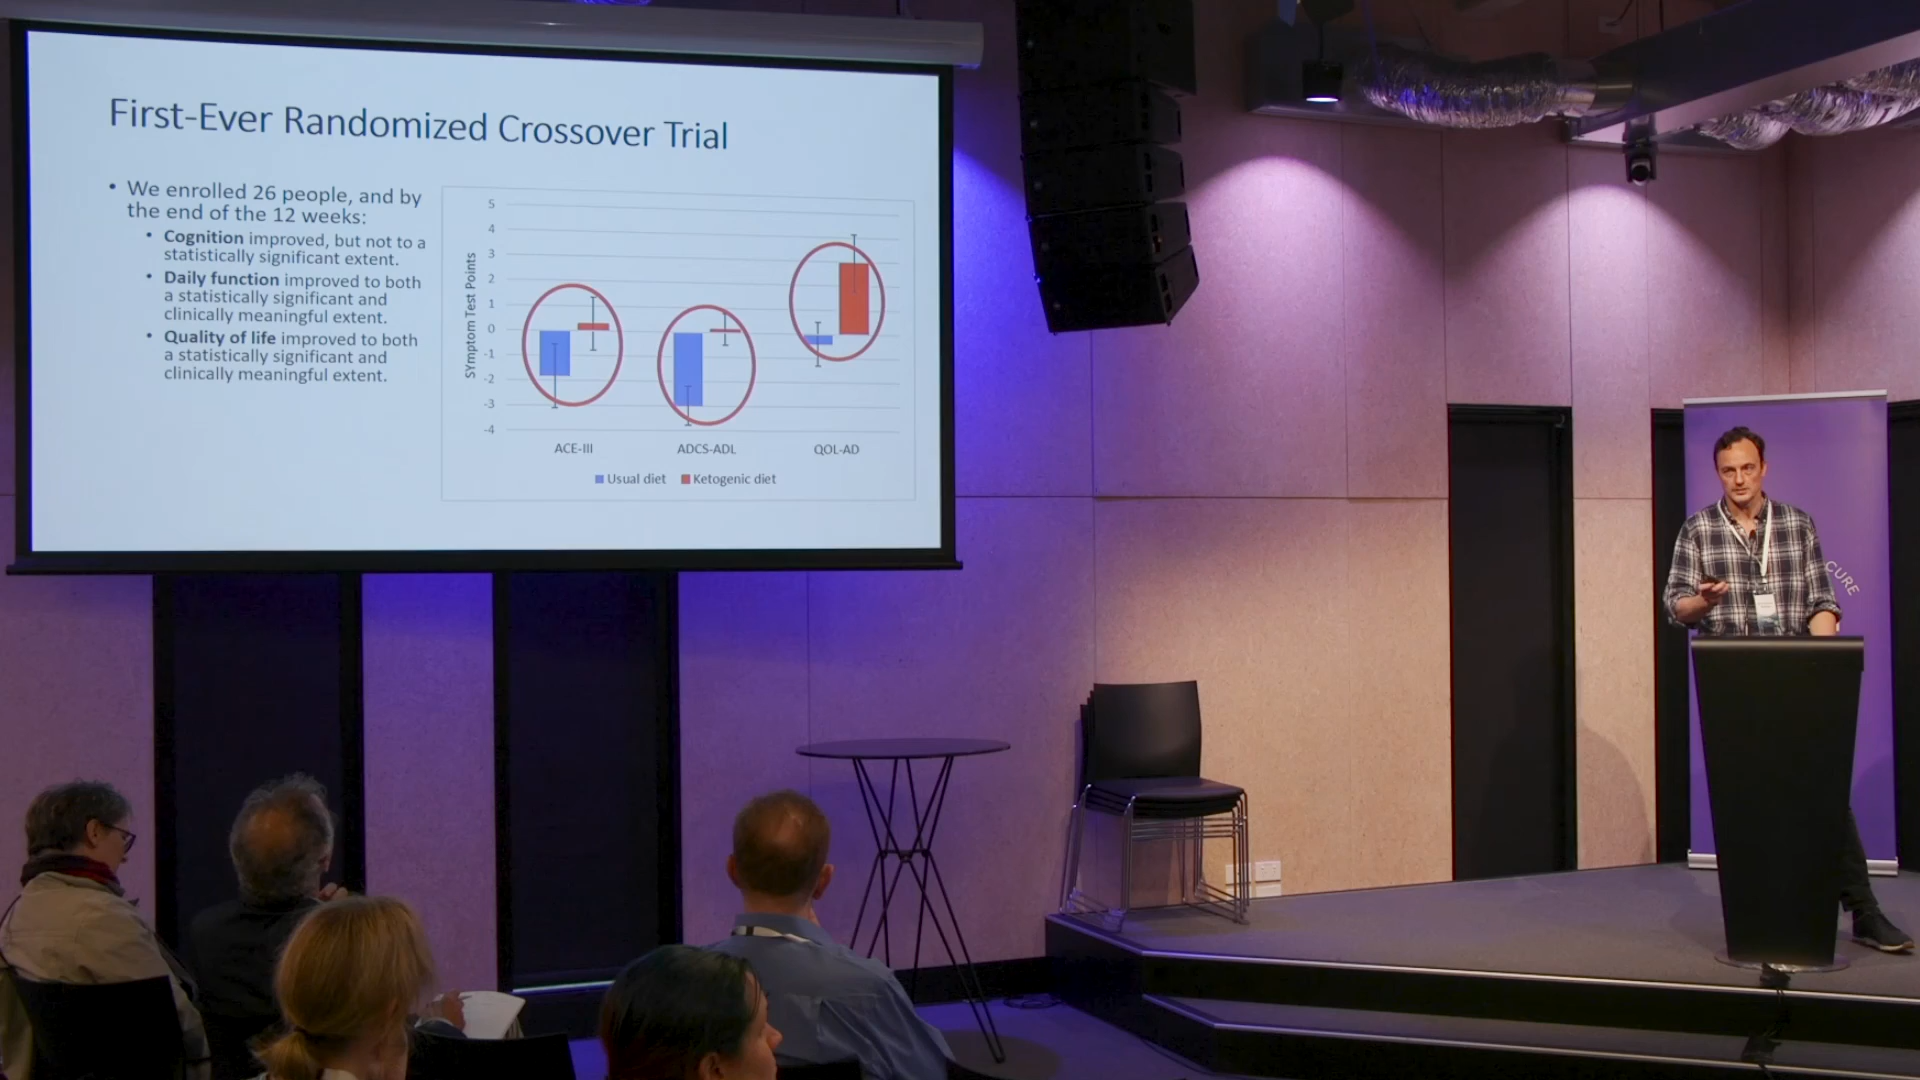 First-Ever Randomized Crossover Trial
• We enrolled 26 people, and by
the end of the 12 weeks:
• Cognition improved, but not to a
statistically significant extent.
• Daily function improved to both
a statistically significant and
clinically meaningful extent.
• Quality of life improved to both
a statistically significant and
clinically meaningful extent.
SYmptom Test Points
5
4
3
2
1
0
-1
-2
-3
-4
ACE-III ADCS-ADL QOL-AD
Usual diet Ketogenic diet
CURE